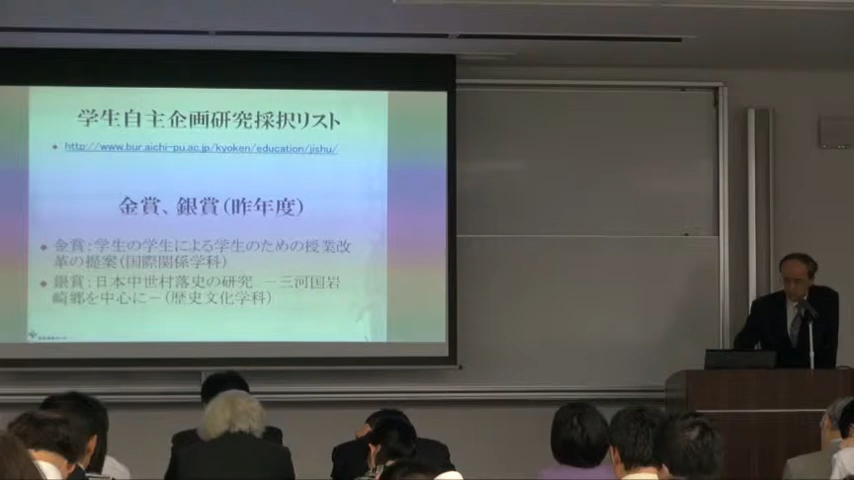 学生自主企画研究採択リスト
• http://www.bur.aichi-pu.ac.jp/kyoken/education/jishu/
金賞、銀賞(昨年度)
• 金賞:学生の学生による学生のための授業改
革の提案(国際関係学科)
• 銀賞:日本中世村落史の研究 －三河国岩
崎郷を中心に－(歴史文化学科)